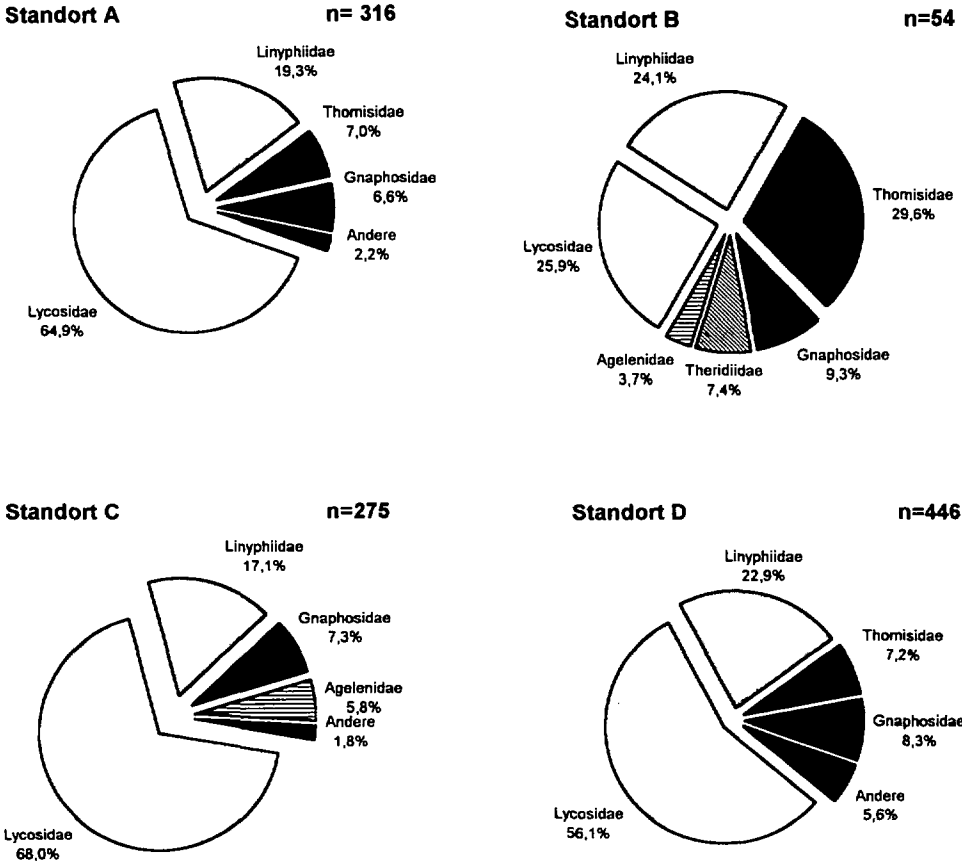 Standort A
n= 316
Linyphiidae
19,3%
Thomisidae
7,0%
Gnaphosidae
6,6%
Andere
2,2%
Lycosidae
64,9%
Standort B
n=54
Linyphiidae
24,1%
Thomisidae
29,6%
Lycosidae
25,9%
Agelenidae
3,7%
Theridiidae
7,4%
Gnaphosidae
9,3%
Standort C
n=275
Linyphiidae
17,1%
Gnaphosidae
7,3%
Agelenidae
5,8%
Andere
1,8%
Lycosidae
68,0%
Standort D
n=446
Linyphiidae
22,9%
Thomisidae
7,2%
Gnaphosidae
8,3%
Andere
5,6%
Lycosidae
56,1%